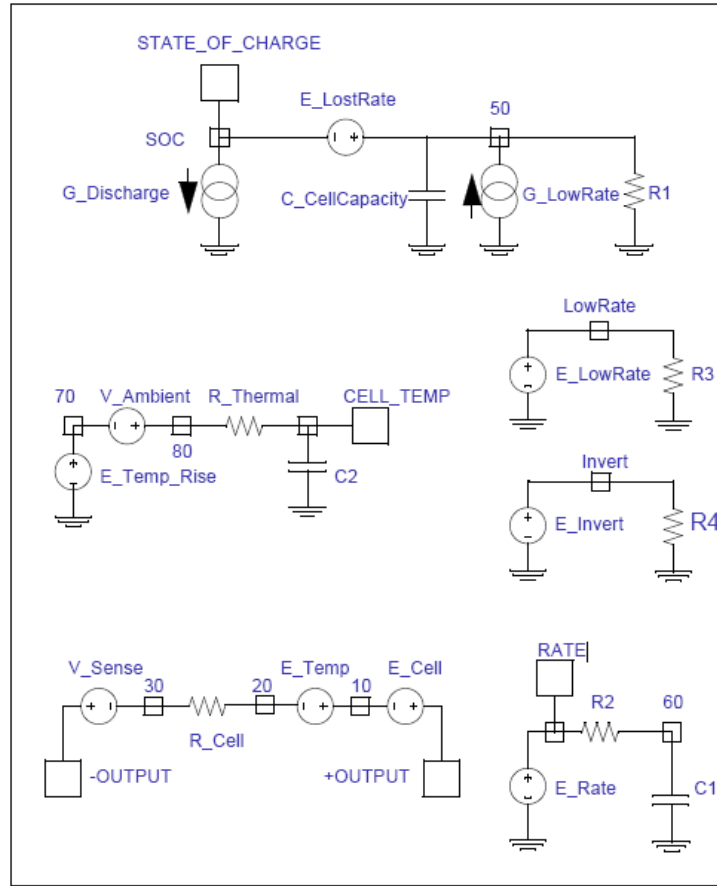 STATE_OF_CHARGE
E_LostRate
50
SOC
G_Discharge
C_CellCapacity
G_LowRate
R1
LowRate
E_LowRate
R3
70
V_Ambient
R_Thermal
CELL_TEMP
80
E_Temp_Rise
C2
Invert
E_Invert
R4
V_Sense
30
20
E_Temp
10
E_Cell
R_Cell
-OUTPUT
+OUTPUT
RATE
R2
60
E_Rate
C1